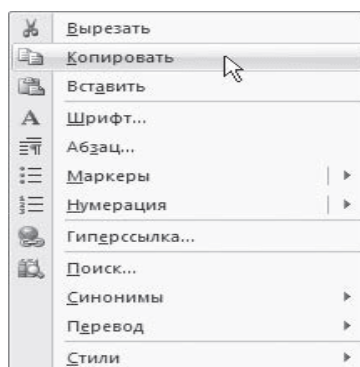 Вырезать
Копировать
Вставить
Шрифт...
Абзац...
Маркеры
Нумерация
Гиперссылка...
Поиск...
Синонимы
Перевод
Стили